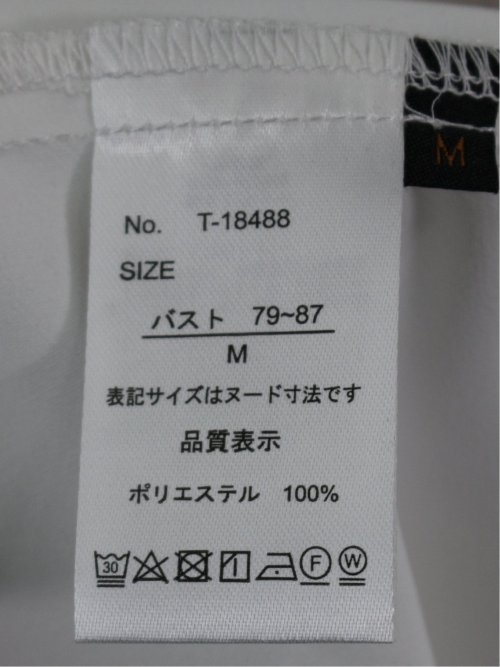 M
No. T-18488
SIZE
バスト 79~87
M
表記サイズはヌード寸法です
品質表示
ポリエステル 100%
30 F W